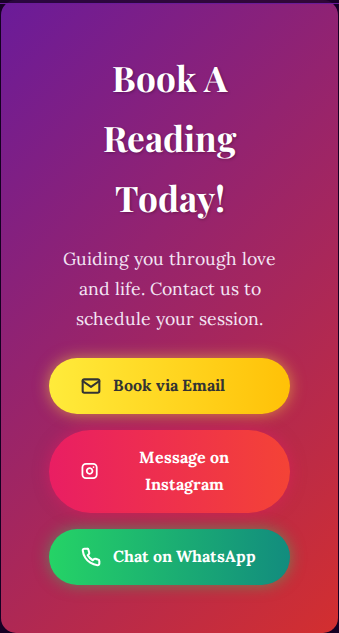 Book A
Reading
Today!
Guiding you through love
and life. Contact us to
schedule your session.
Book via Email
Message on
Instagram
Chat on WhatsApp